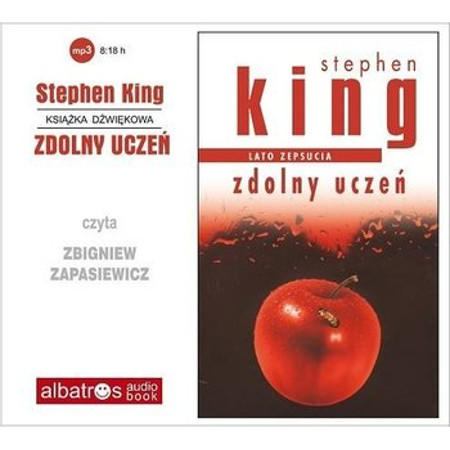 mp3 8:18 h
Stephen King
KSIĄŻKA DŹWIĘKOWA
ZDOLNY UCZEŃ
czyta
ZBIGNIEW
ZAPASIEWICZ
albatros audio
book
stephen
king
LATO ZEPSUCIA
zdolny uczeń